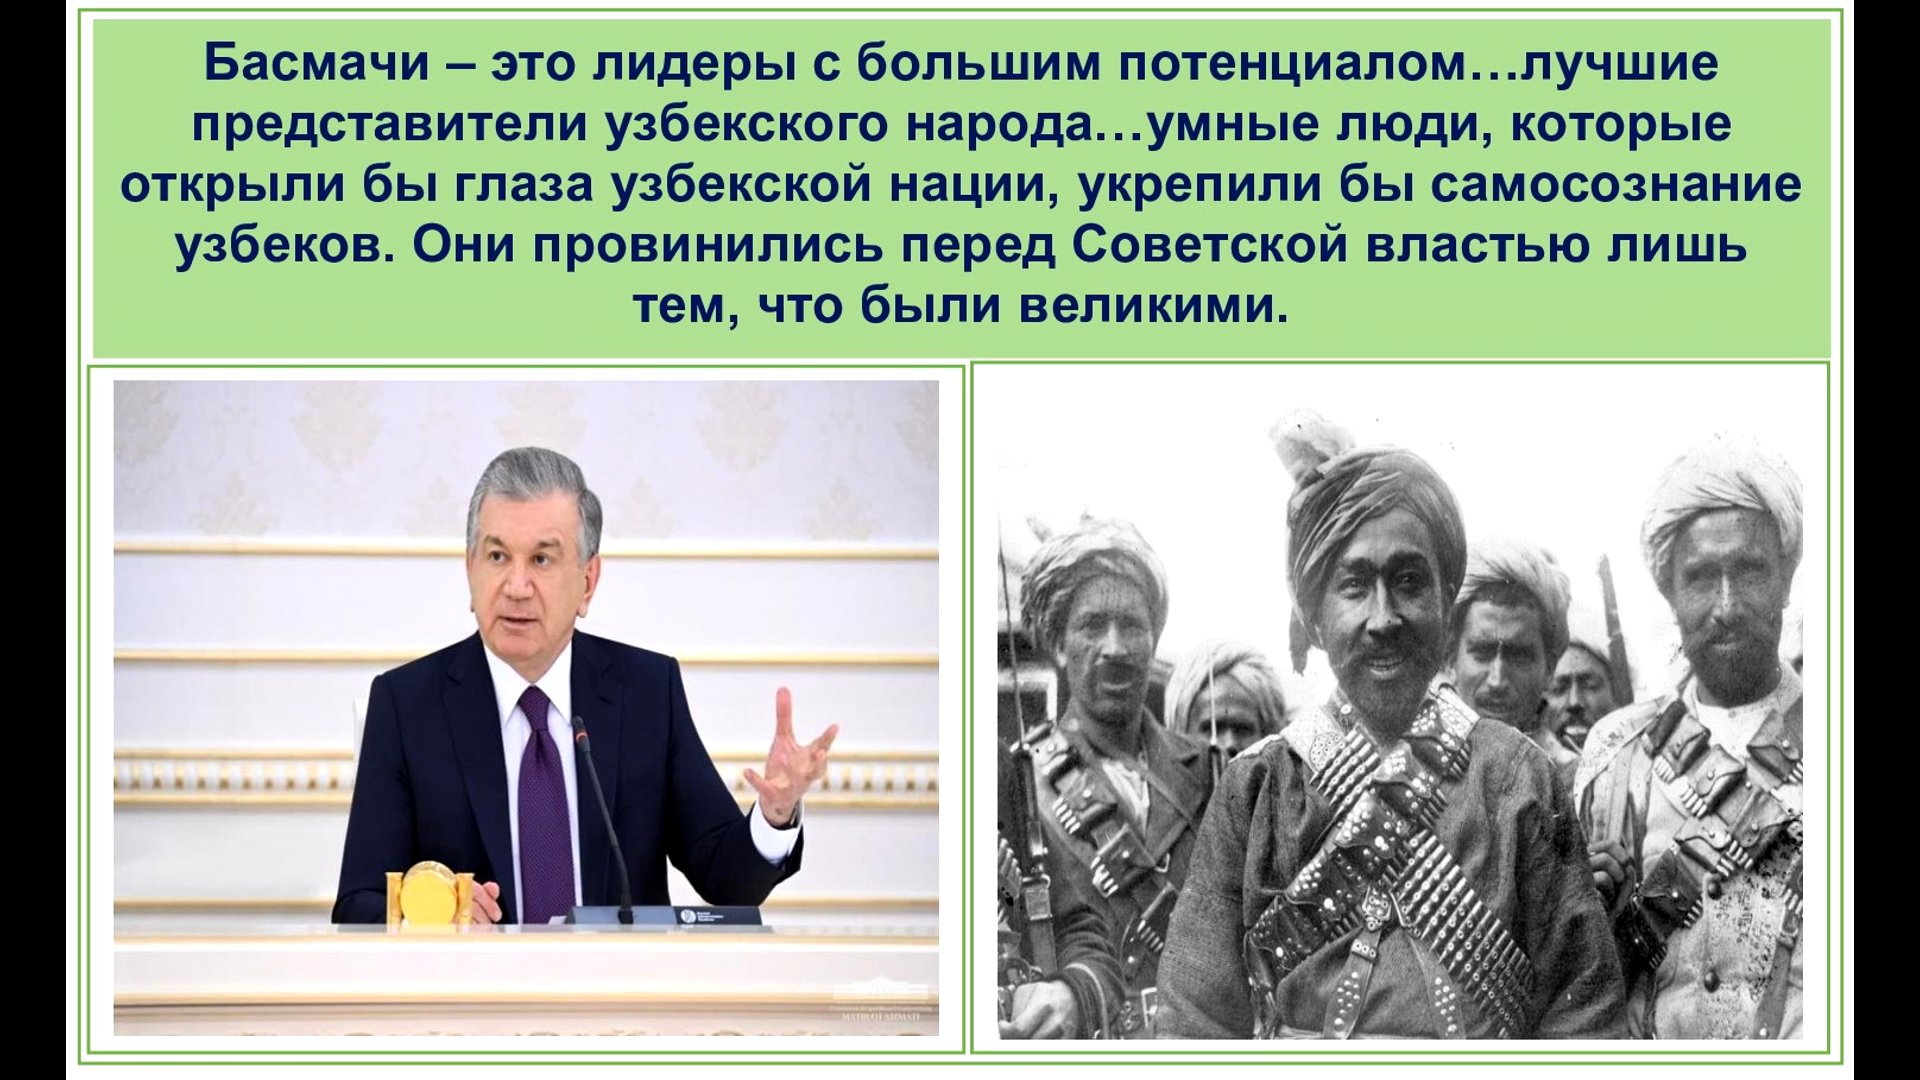 Басмачи – это лидеры с большим потенциалом…лучшие
представители узбекского народа…умные люди, которые
открыли бы глаза узбекской нации, укрепили бы самосознание
узбеков. Они провинились перед Советской властью лишь
тем, что были великими.